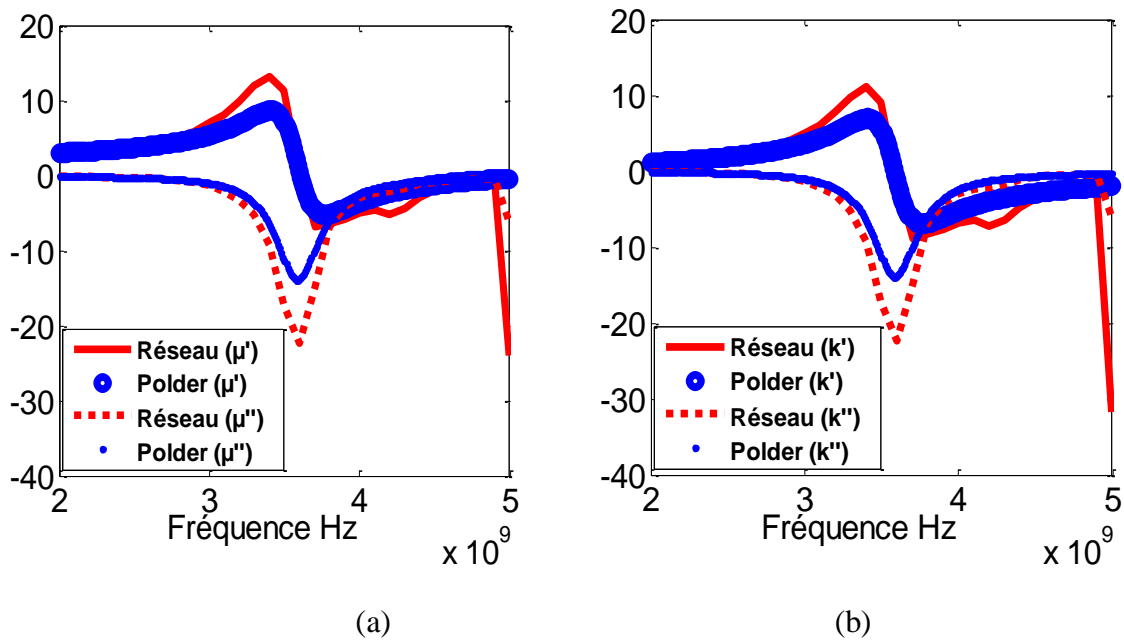 20
10
0
-10
-20
-30
-40
2
3
4
5
Réseau (µ')
Polder (µ')
Réseau (µ'')
Polder (µ'')
Fréquence Hz
x 10^9
(a)
20
10
0
-10
-20
-30
-40
2
3
4
5
Réseau (k')
Polder (k')
Réseau (k'')
Polder (k'')
Fréquence Hz
x 10^9
(b)